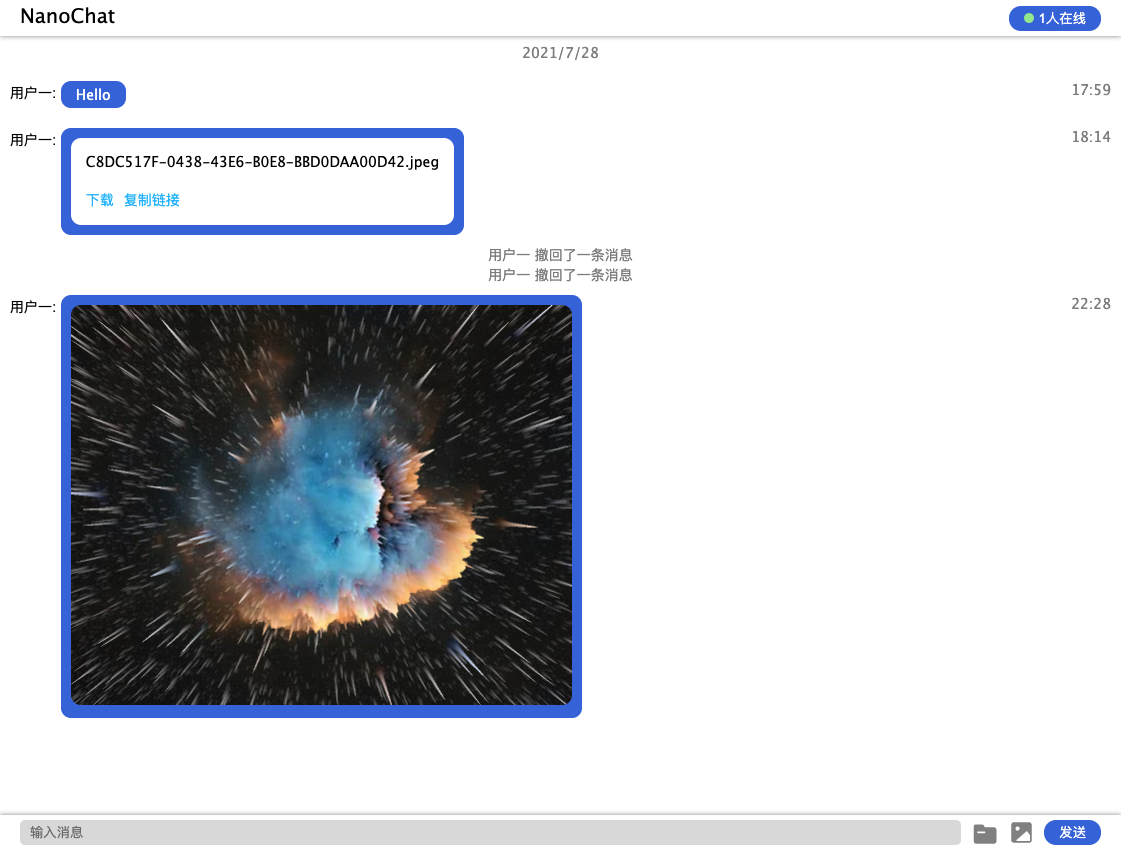 NanoChat
1人在线
2021/7/28
用户一: Hello 17:59
用户一: 18:14
C8DC517F-0438-43E6-B0E8-BBD0DAA00D42.jpeg
下载 复制链接
用户一 撤回了一条消息
用户一 撤回了一条消息
用户一: 22:28
输入消息
发送